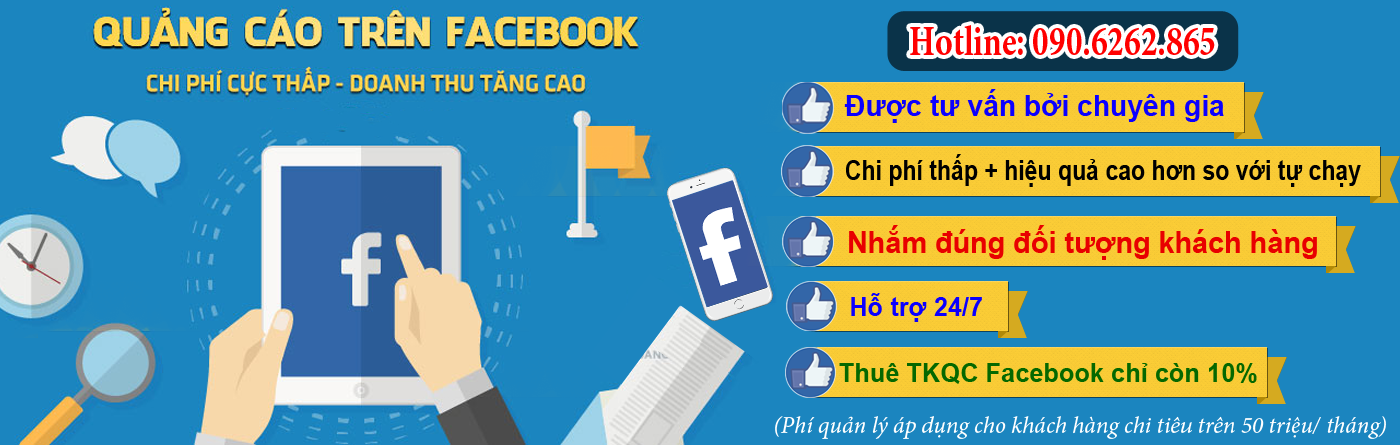 QUẢNG CÁO TRÊN FACEBOOK
CHI PHÍ CỰC THẤP - DOANH THU TĂNG CAO
Hotline: 090.6262.865
Được tư vấn bởi chuyên gia
Chi phí thấp + hiệu quả cao hơn so với tự chạy
Nhắm đúng đối tượng khách hàng
Hỗ trợ 24/7
Thuê TKQC Facebook chỉ còn 10%
(Phí quản lý áp dụng cho khách hàng chi tiêu trên 50 triệu/ tháng)